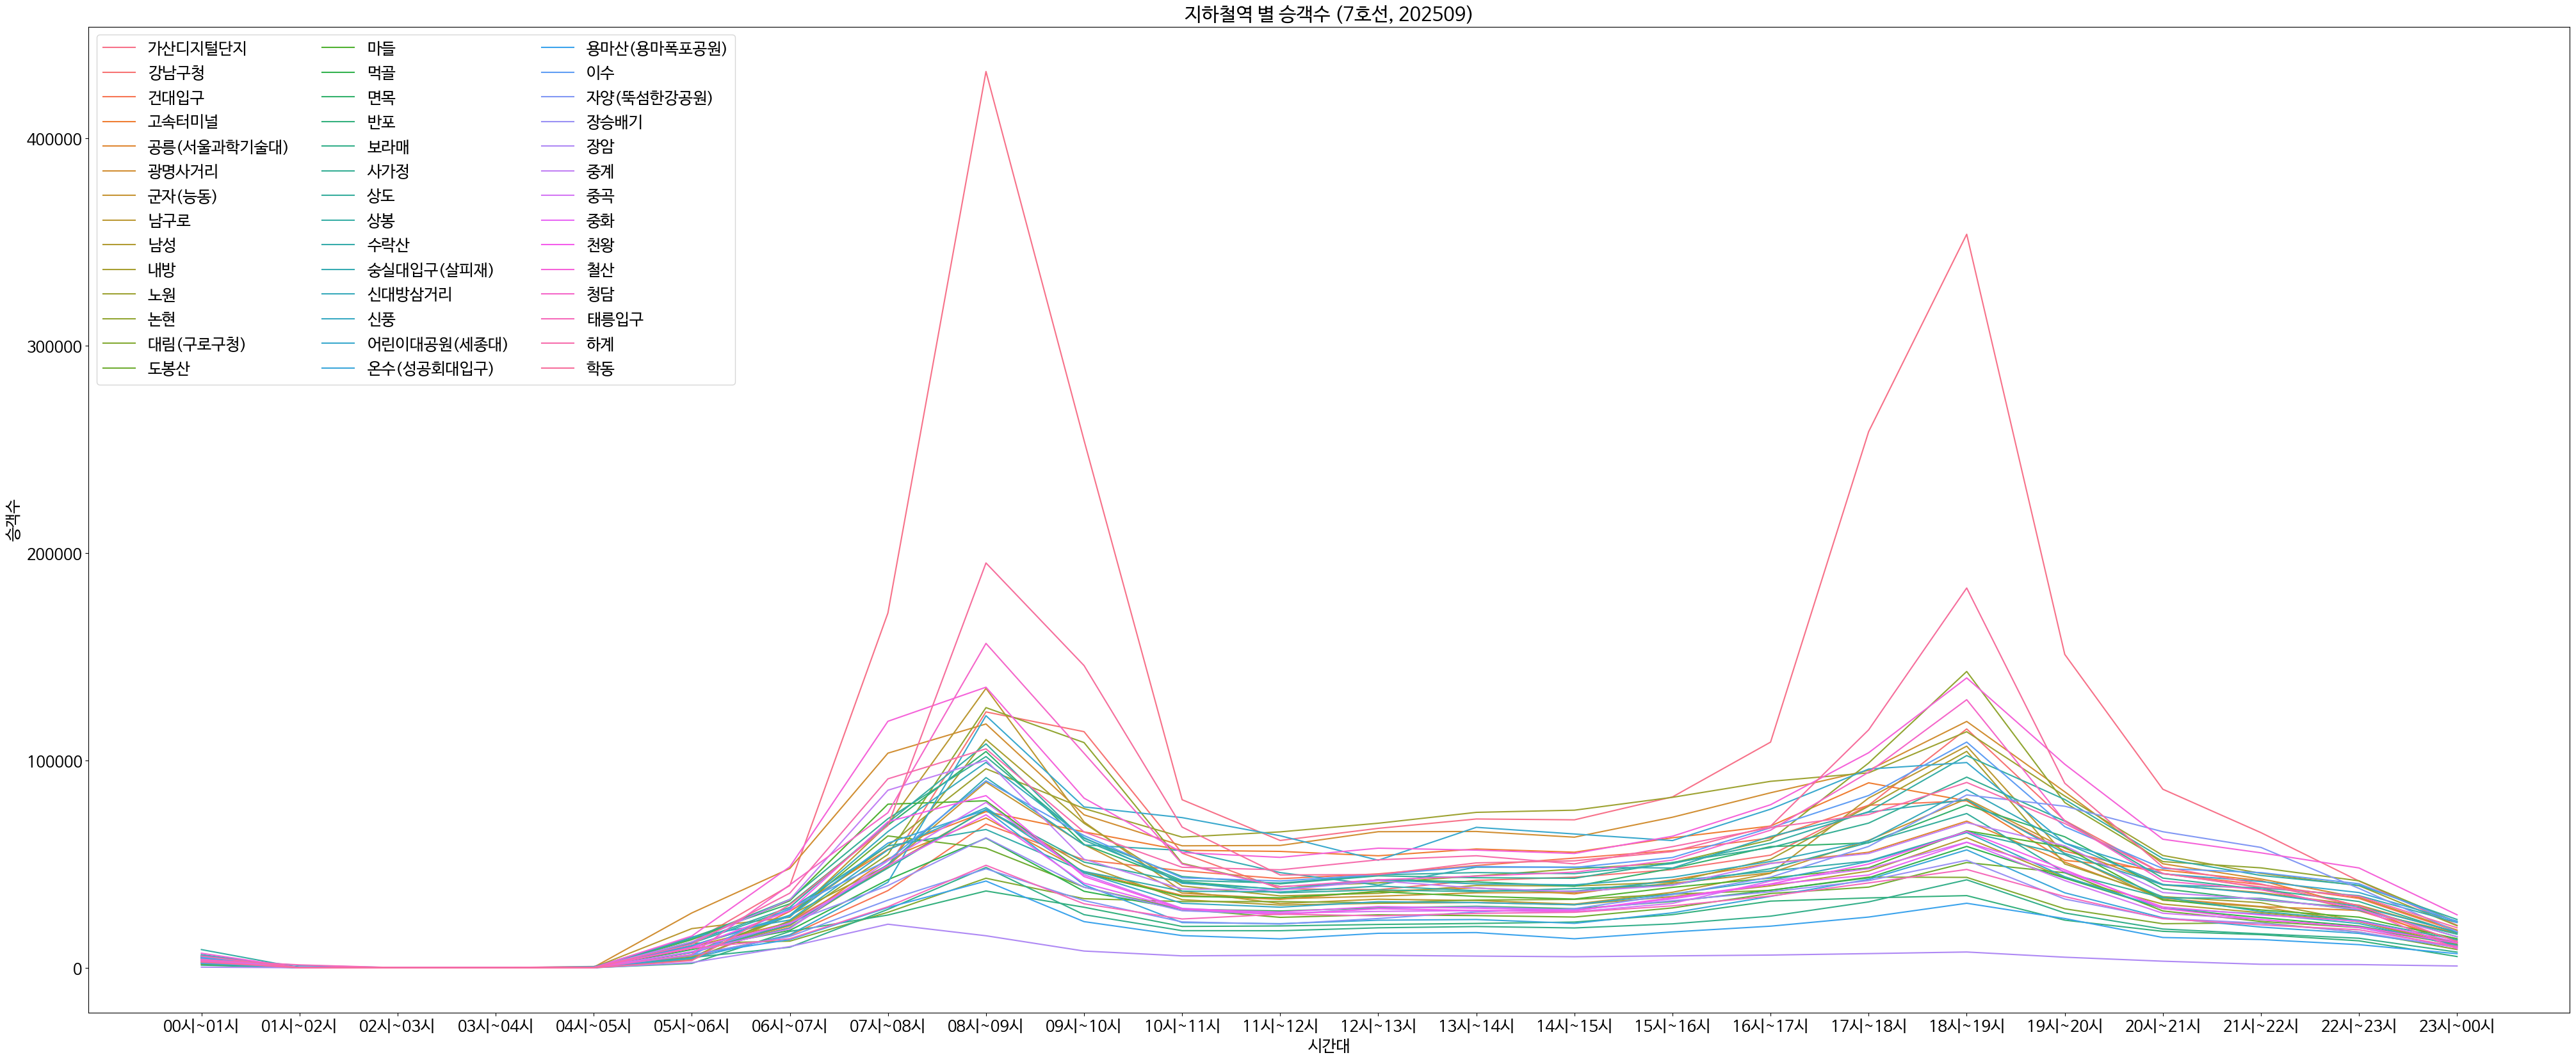 지하철역 별 승객수 (7호선, 202509)
가산디지털단지
강남구청
건대입구
고속터미널
공릉(서울과학기술대)
광명사거리
군자(능동)
남구로
남성
내방
노원
논현
대림(구로구청)
도봉산
마들
먹골
면목
반포
보라매
사가정
상도
상봉
수락산
숭실대입구(살피재)
신대방삼거리
신풍
어린이대공원(세종대)
온수(성공회대입구)
용마산(용마폭포공원)
이수
자양(뚝섬한강공원)
장승배기
장암
중계
중곡
중화
천왕
철산
청담
태릉입구
하계
학동
승객수
400000
300000
200000
100000
0
00시~01시 01시~02시 02시~03시 03시~04시 04시~05시 05시~06시 06시~07시 07시~08시 08시~09시 09시~10시 10시~11시 11시~12시 12시~13시 13시~14시 14시~15시 15시~16시 16시~17시 17시~18시 18시~19시 19시~20시 20시~21시 21시~22시 22시~23시 23시~00시
시간대